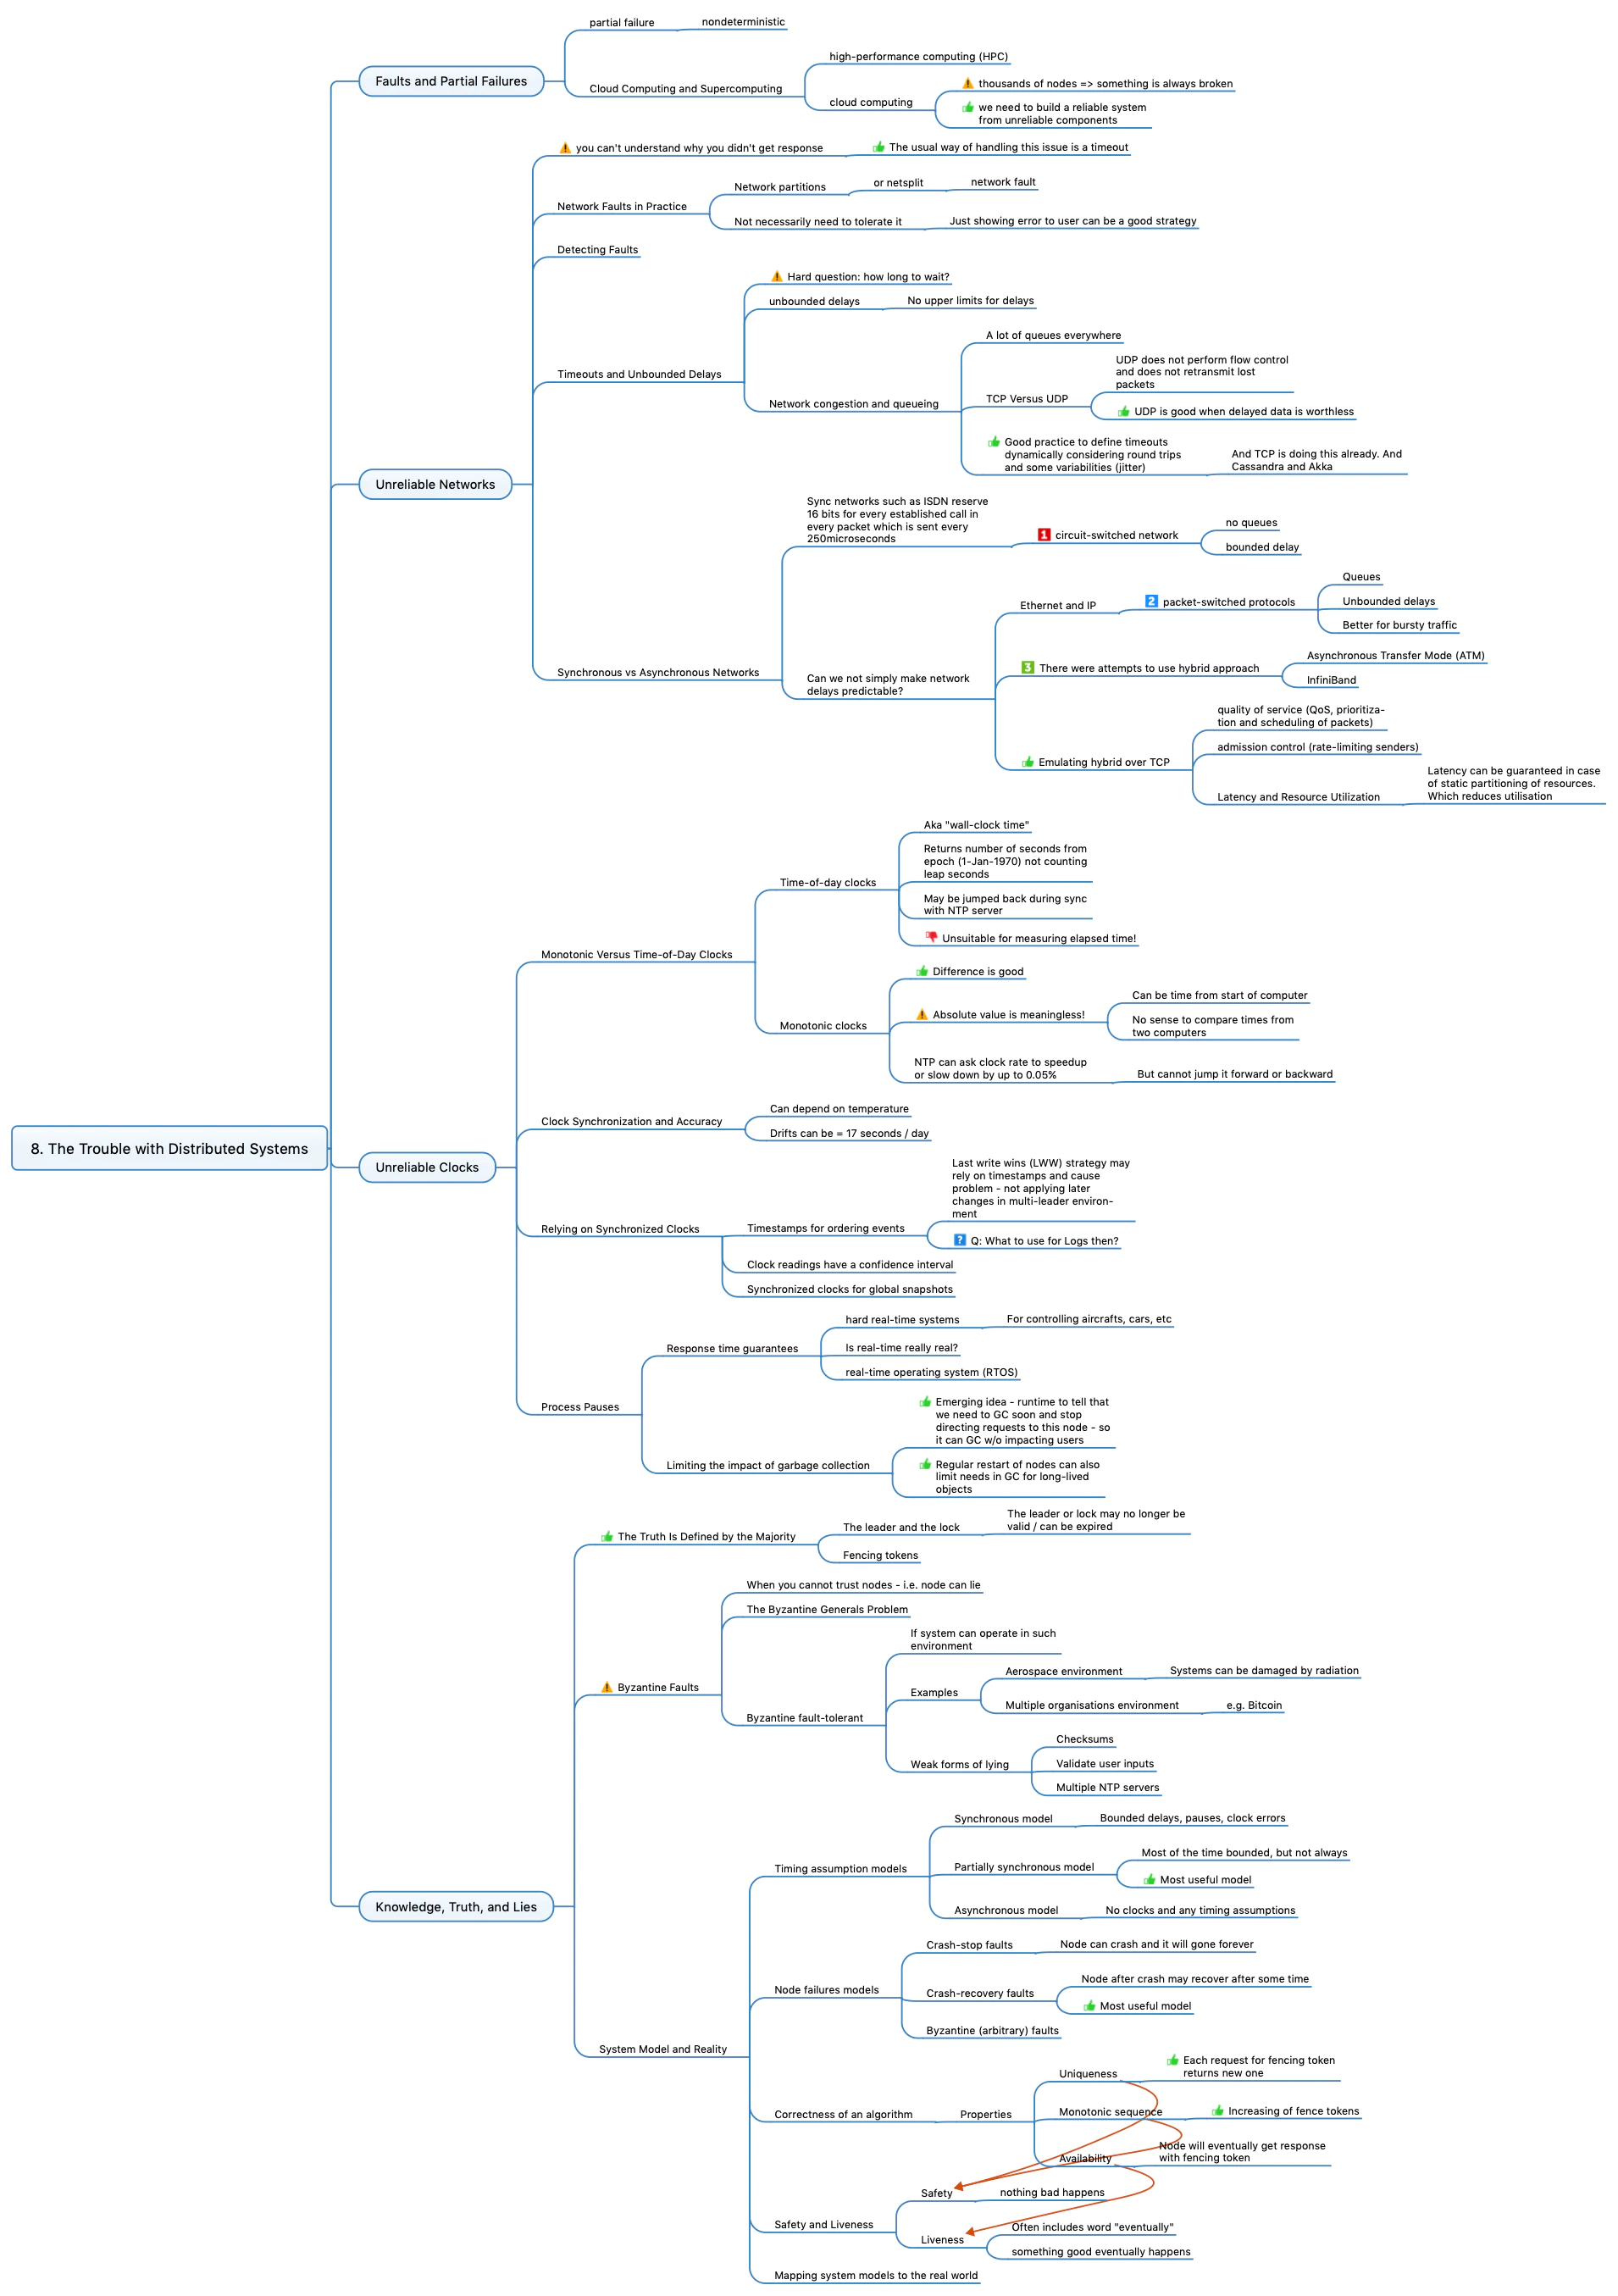 8. The Trouble with Distributed Systems
Faults and Partial Failures
partial failure
nondeterministic
Cloud Computing and Supercomputing
high-performance computing (HPC)
cloud computing
thousands of nodes => something is always broken
we need to build a reliable system
from unreliable components
Unreliable Networks
you can't understand why you didn't get response
The usual way of handling this issue is a timeout
Network Faults in Practice
Network partitions
or netsplit
network fault
Not necessarily need to tolerate it
Just showing error to user can be a good strategy
Detecting Faults
Timeouts and Unbounded Delays
Hard question: how long to wait?
unbounded delays
No upper limits for delays
Network congestion and queueing
A lot of queues everywhere
TCP Versus UDP
UDP does not perform flow control
and does not retransmit lost
packets
UDP is good when delayed data is worthless
Good practice to define timeouts
dynamically considering round trips
and some variabilities (jitter)
And TCP is doing this already. And
Cassandra and Akka
Synchronous vs Asynchronous Networks
Sync networks such as ISDN reserve
16 bits for every established call in
every packet which is sent every
250microseconds
1 circuit-switched network
no queues
bounded delay
Can we not simply make network
delays predictable?
Ethernet and IP
2 packet-switched protocols
Queues
Unbounded delays
Better for bursty traffic
3 There were attempts to use hybrid approach
Asynchronous Transfer Mode (ATM)
InfiniBand
Emulating hybrid over TCP
quality of service (QoS, prioritiza-
tion and scheduling of packets)
admission control (rate-limiting senders)
Latency and Resource Utilization
Latency can be guaranteed in case
of static partitioning of resources.
Which reduces utilisation
Unreliable Clocks
Monotonic Versus Time-of-Day Clocks
Time-of-day clocks
Aka "wall-clock time"
Returns number of seconds from
epoch (1-Jan-1970) not counting
leap seconds
May be jumped back during sync
with NTP server
Unsuitable for measuring elapsed time!
Monotonic clocks
Difference is good
Absolute value is meaningless!
Can be time from start of computer
No sense to compare times from
two computers
NTP can ask clock rate to speedup
or slow down by up to 0.05%
But cannot jump it forward or backward
Clock Synchronization and Accuracy
Can depend on temperature
Drifts can be = 17 seconds / day
Relying on Synchronized Clocks
Timestamps for ordering events
Last write wins (LWW) strategy may
rely on timestamps and cause
problem - not applying later
changes in multi-leader environ-
ment
? Q: What to use for Logs then?
Clock readings have a confidence interval
Synchronized clocks for global snapshots
Process Pauses
Response time guarantees
hard real-time systems
For controlling aircrafts, cars, etc
Is real-time really real?
real-time operating system (RTOS)
Limiting the impact of garbage collection
Emerging idea - runtime to tell that
we need to GC soon and stop
directing requests to this node - so
it can GC w/o impacting users
Regular restart of nodes can also
limit needs in GC for long-lived
objects
Knowledge, Truth, and Lies
The Truth Is Defined by the Majority
The leader and the lock
The leader or lock may no longer be
valid / can be expired
Fencing tokens
Byzantine Faults
When you cannot trust nodes - i.e. node can lie
The Byzantine Generals Problem
Byzantine fault-tolerant
If system can operate in such
environment
Examples
Aerospace environment
Systems can be damaged by radiation
Multiple organisations environment
e.g. Bitcoin
Weak forms of lying
Checksums
Validate user inputs
Multiple NTP servers
System Model and Reality
Timing assumption models
Synchronous model
Bounded delays, pauses, clock errors
Partially synchronous model
Most of the time bounded, but not always
Most useful model
Asynchronous model
No clocks and any timing assumptions
Node failures models
Crash-stop faults
Node can crash and it will gone forever
Crash-recovery faults
Node after crash may recover after some time
Most useful model
Byzantine (arbitrary) faults
Correctness of an algorithm
Properties
Uniqueness
Each request for fencing token
returns new one
Monotonic sequence
Increasing of fence tokens
Availability
Node will eventually get response
with fencing token
Safety and Liveness
Safety
nothing bad happens
Liveness
Often includes word "eventually"
something good eventually happens
Mapping system models to the real world